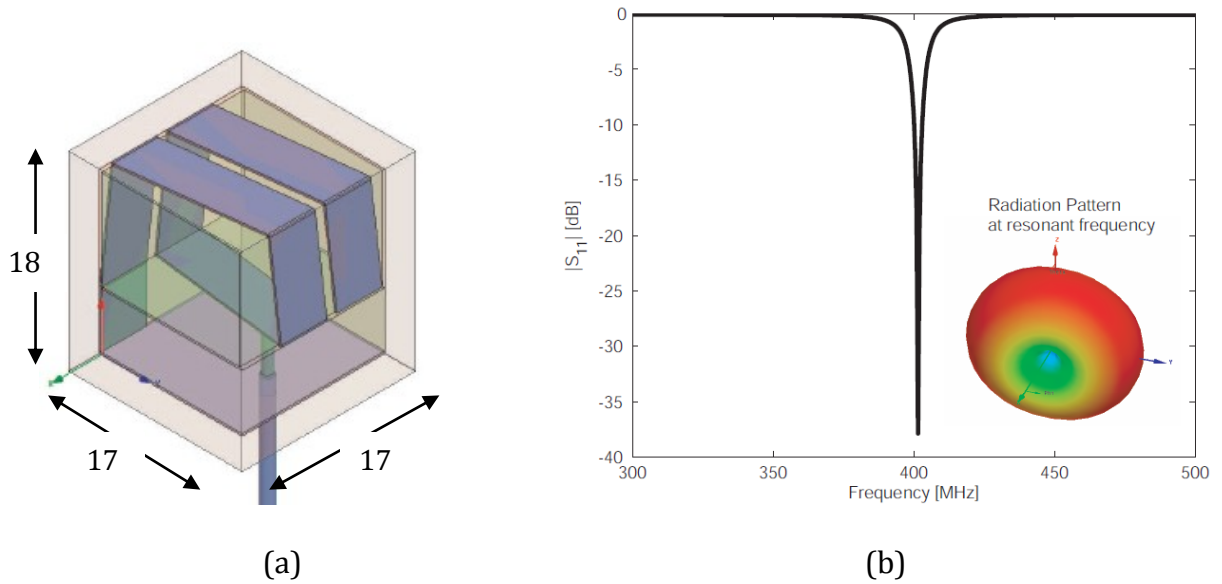 18
17
17
(a)
0
-5
-10
-15
-20
-25
-30
-35
-40
|S11| [dB]
300
350
400
450
500
Frequency [MHz]
Radiation Pattern
at resonant frequency
Z
Y
(b)